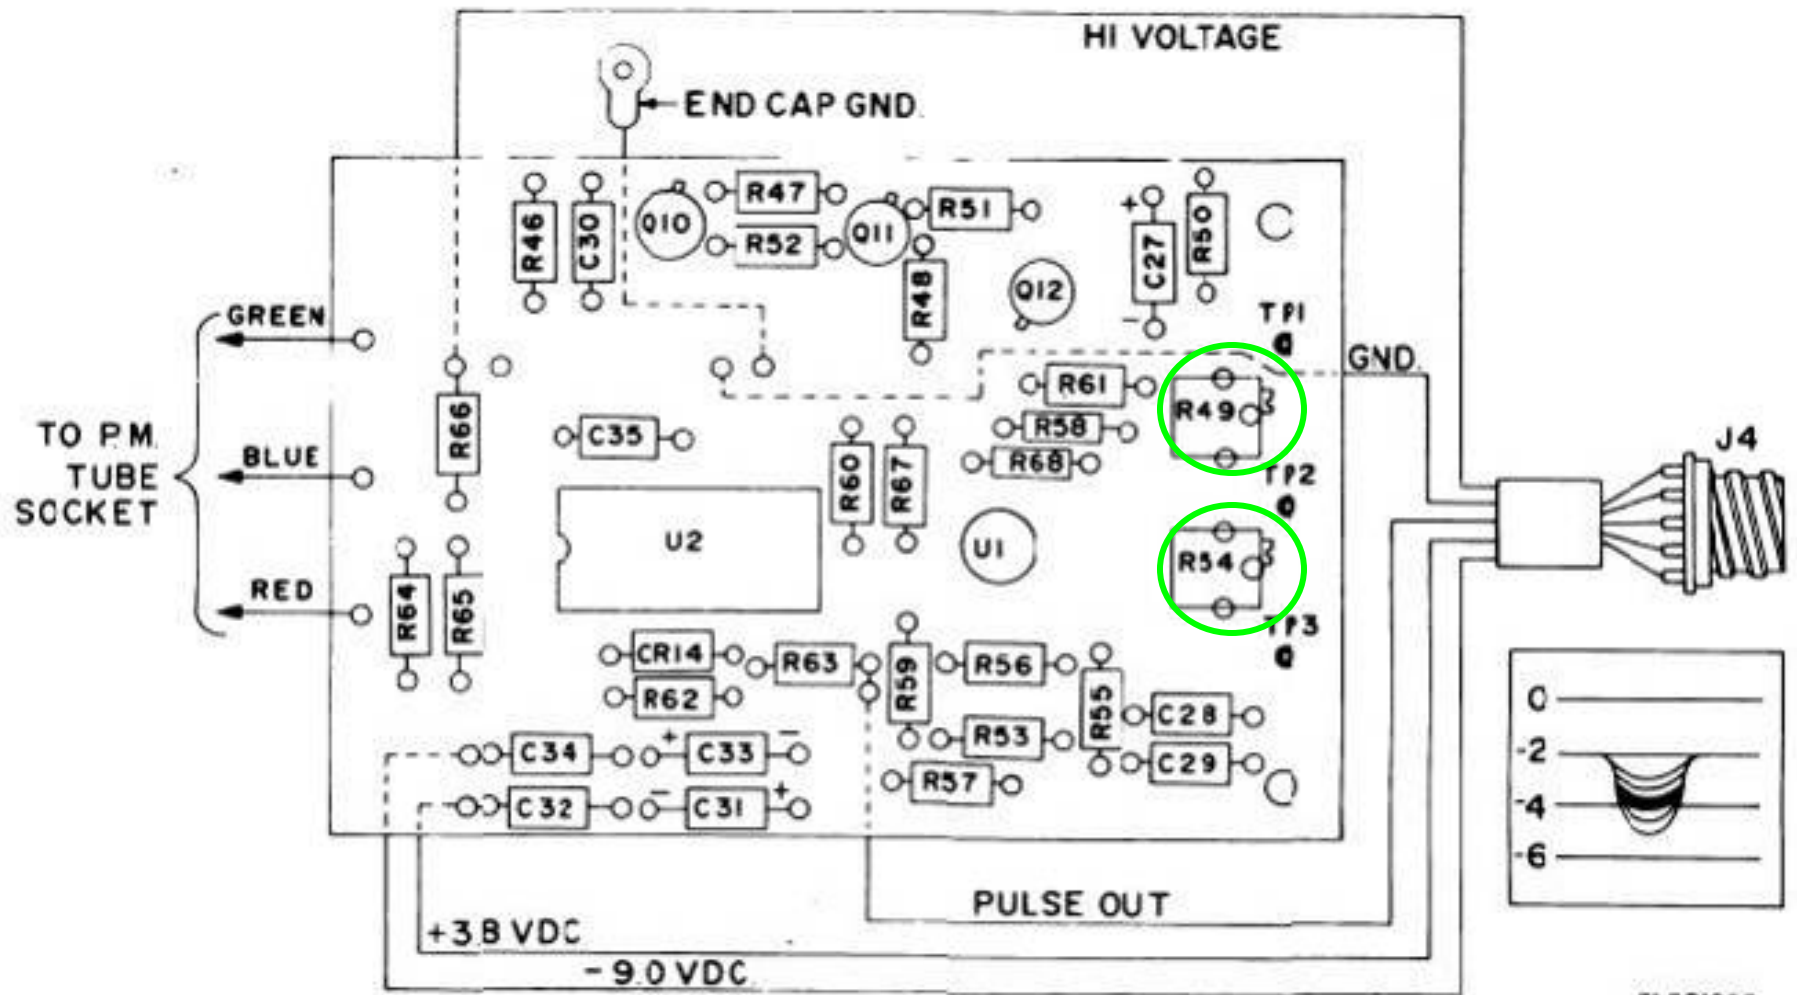 HI VOLTAGE
END CAP GND.
R47
R46
C30
Q10
Q11
R51
R52
R48
C27
R50
+
-
Q12
TP1
GREEN
GND.
R61
R49
R66
C35
R58
R68
TO P.M.
TUBE
SOCKET
BLUE
J4
TP2
R60
R67
U2
U1
R54
RED
R64
R65
TP3
CR14
R63
R59
R56
R62
R55
C28
0
C34
+
C33
-
R53
C29
-2
R57
C32
-
C31
+
-4
-6
PULSE OUT
+3.8 VDC
-9.0 VDC